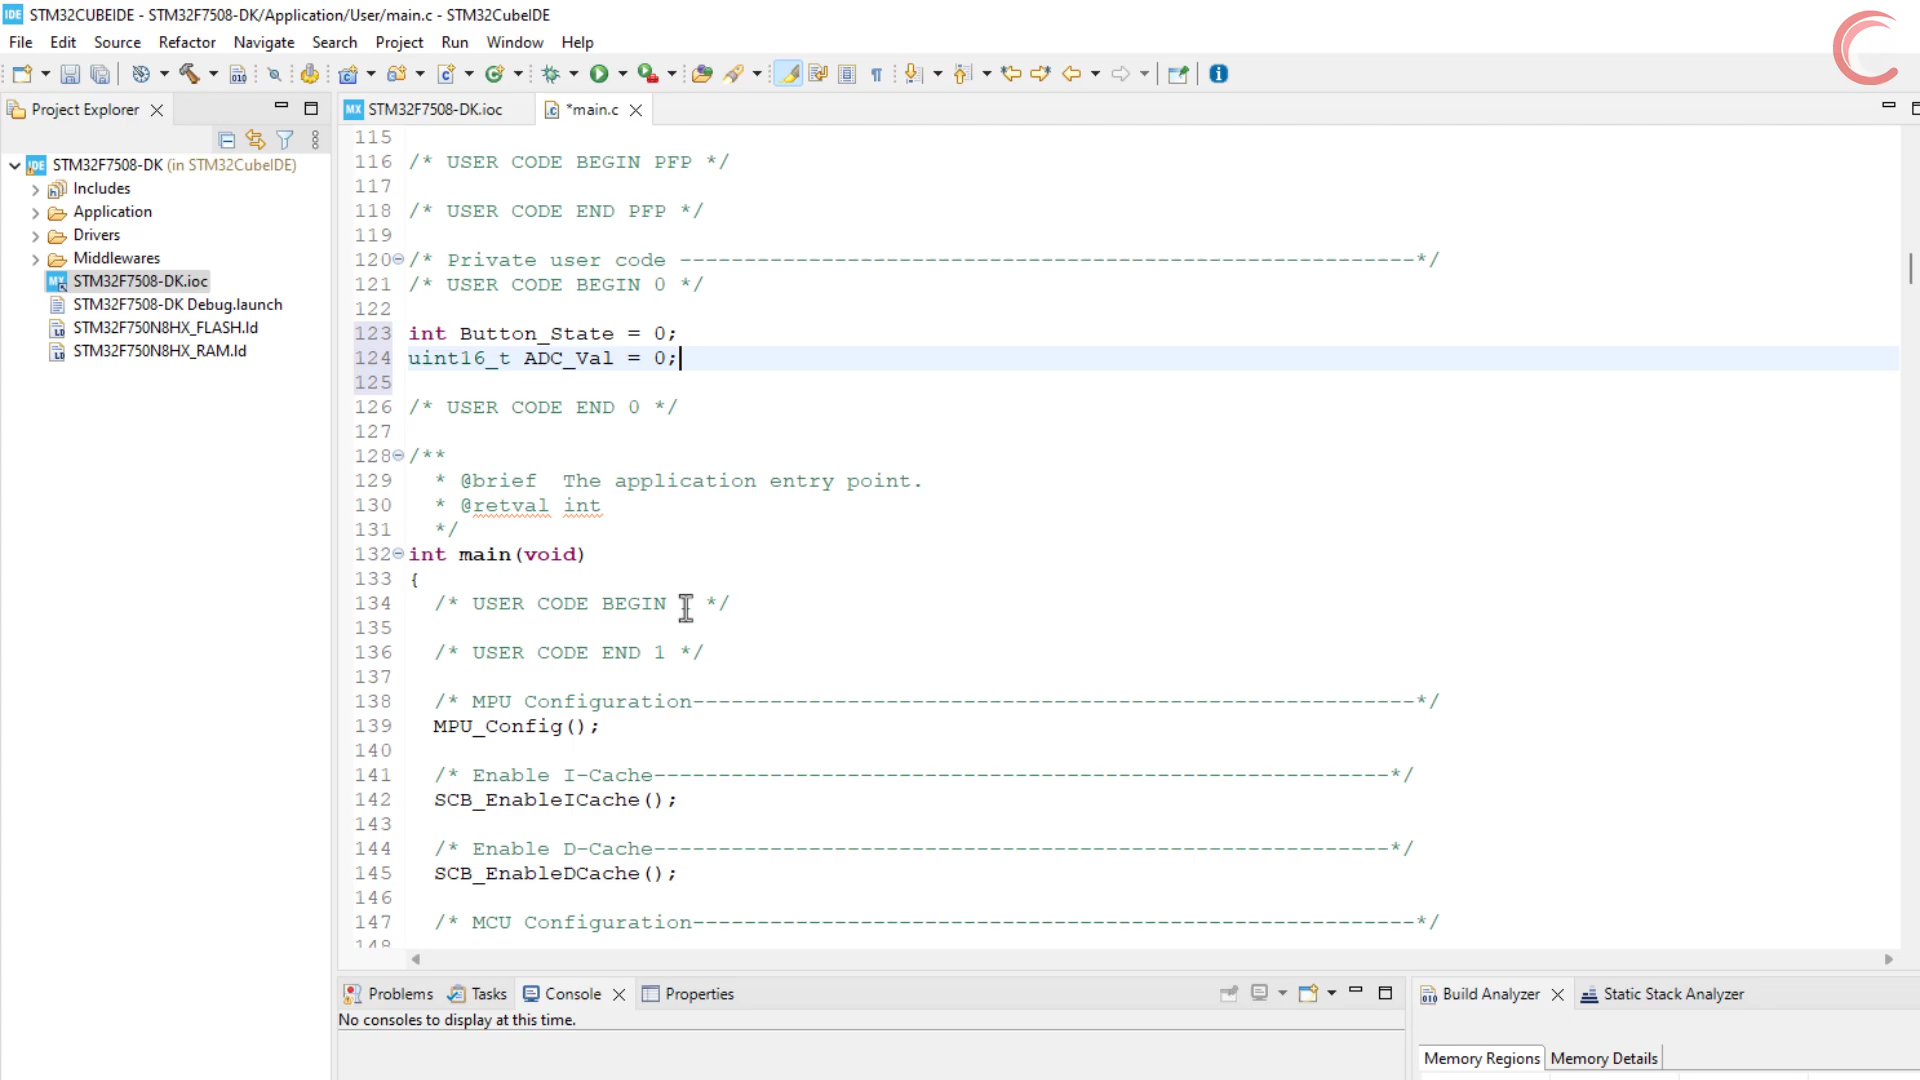 STM32CUBEIDE - STM32F7508-DK/Application/User/main.c - STM32CubeIDE
File Edit Source Refactor Navigate Search Project Run Window Help
Project Explorer
STM32F7508-DK (in STM32CubeIDE)
Includes
Application
Drivers
Middlewares
STM32F7508-DK.ioc
STM32F7508-DK Debug.launch
STM32F750N8HX_FLASH.ld
STM32F750N8HX_RAM.ld
STM32F7508-DK.ioc *main.c
115
116 /* USER CODE BEGIN PFP */
117
118 /* USER CODE END PFP */
119
120 /* Private user code ---------------------------------------------------------*/
121 /* USER CODE BEGIN 0 */
122
123 int Button_State = 0;
124 uint16_t ADC_Val = 0;
125
126 /* USER CODE END 0 */
127
128 /**
129   * @brief  The application entry point.
130   * @retval int
131   */
132 int main(void)
133 {
134   /* USER CODE BEGIN */
135
136   /* USER CODE END 1 */
137
138   /* MPU Configuration--------------------------------------------------------*/
139   MPU_Config();
140
141   /* Enable I-Cache---------------------------------------------------------*/
142   SCB_EnableICache();
143
144   /* Enable D-Cache---------------------------------------------------------*/
145   SCB_EnableDCache();
146
147   /* MCU Configuration--------------------------------------------------------*/
148
Problems Tasks Console Properties
No consoles to display at this time.
Build Analyzer Static Stack Analyzer
Memory Regions Memory Details